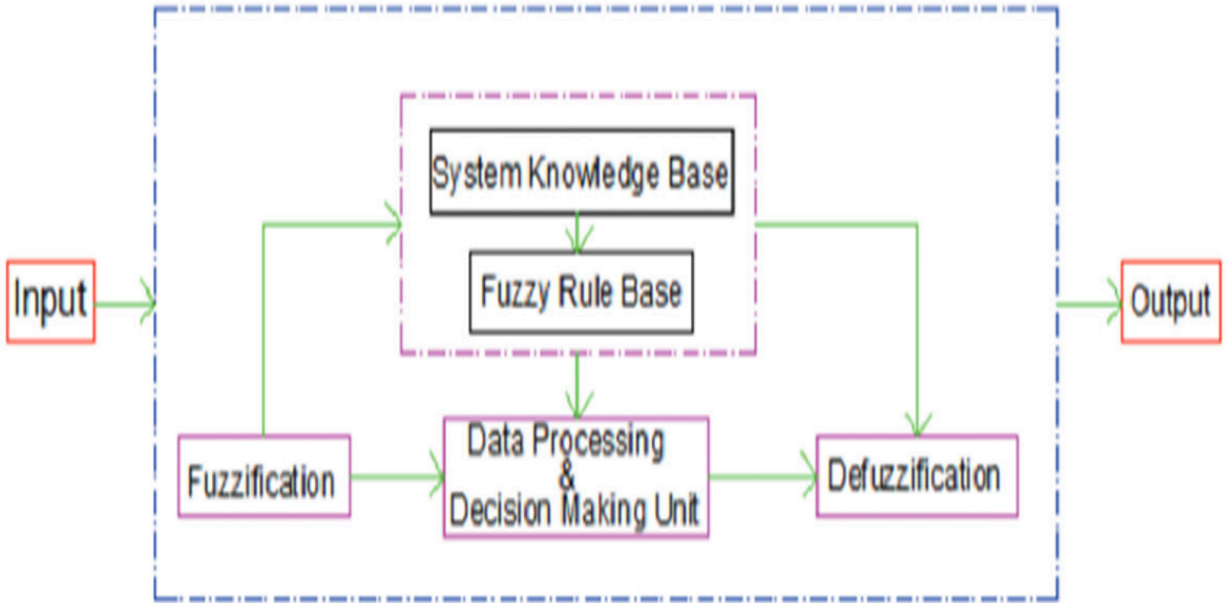 System Knowledge Base
Fuzzy Rule Base
Input
Output
Fuzzification
Data Processing
&
Decision Making Unit
Defuzzification